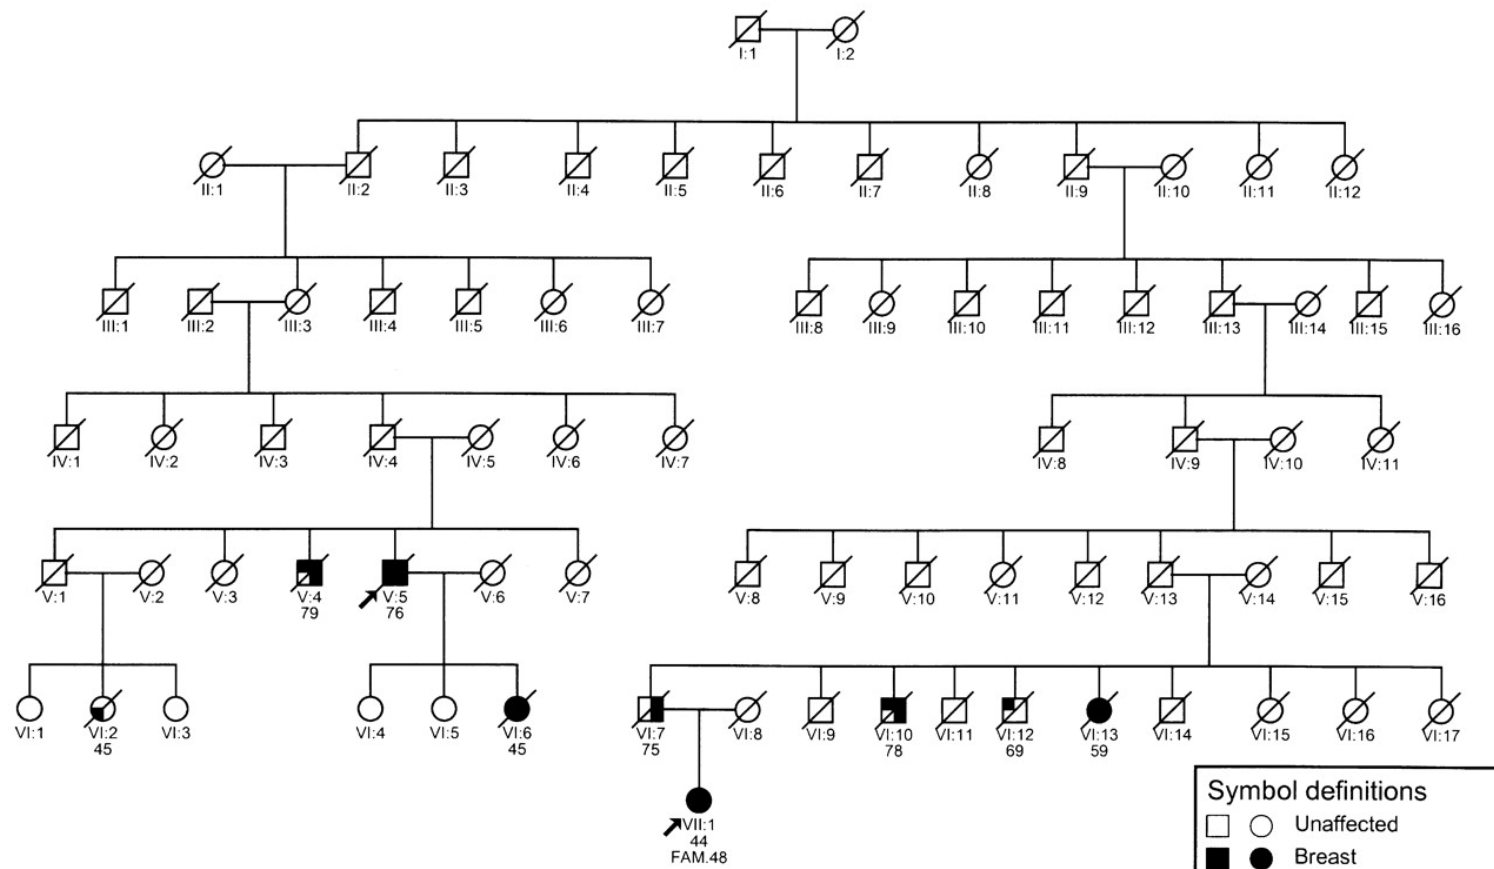 I:1 I:2
II:1 II:2 II:3 II:4 II:5 II:6 II:7 II:8 II:9 II:10 II:11 II:12
III:1 III:2 III:3 III:4 III:5 III:6 III:7 III:8 III:9 III:10 III:11 III:12 III:13 III:14 III:15 III:16
IV:1 IV:2 IV:3 IV:4 IV:5 IV:6 IV:7 IV:8 IV:9 IV:10 IV:11
V:1 V:2 V:3 V:4 V:5 V:6 V:7 V:8 V:9 V:10 V:11 V:12 V:13 V:14 V:15 V:16
79 76
VI:1 VI:2 VI:3 VI:4 VI:5 VI:6 VI:7 VI:8 VI:9 VI:10 VI:11 VI:12 VI:13 VI:14 VI:15 VI:16 VI:17
45 45 75 78 69 59
Symbol definitions
Unaffected
Breast
VII:1
44
FAM.48